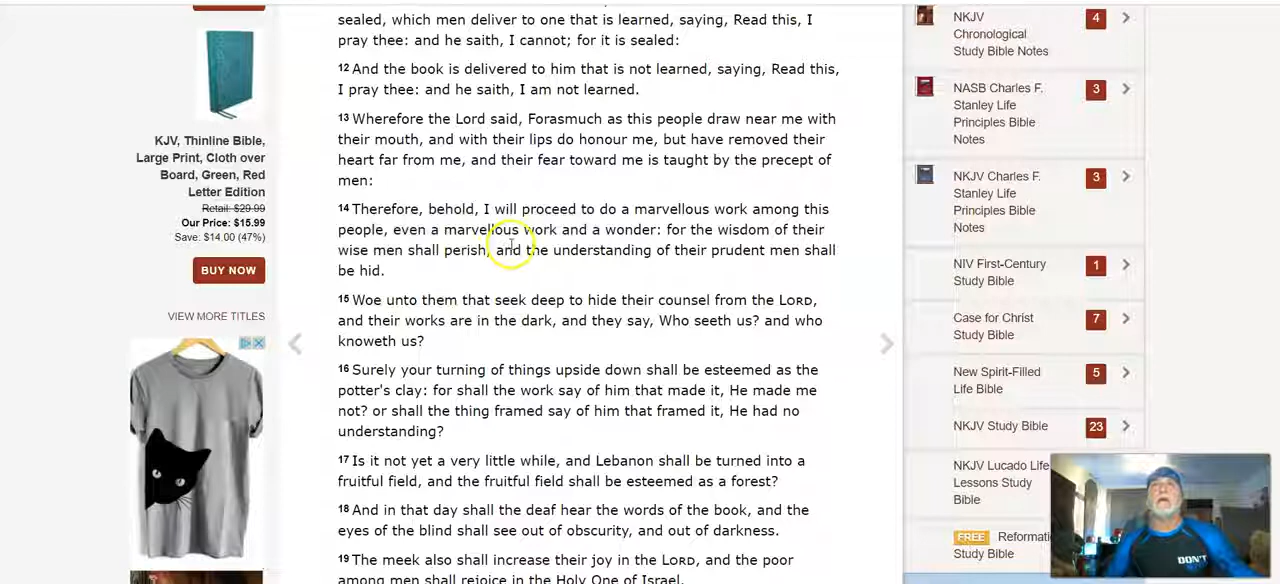 KJV, Thinline Bible,
Large Print, Cloth over
Board, Green, Red
Letter Edition
Retail: $29.99
Our Price: $15.99
Save: $14.00 (47%)
BUY NOW
VIEW MORE TITLES
sealed, which men deliver to one that is learned, saying, Read this, I
pray thee: and he saith, I cannot; for it is sealed:
12 And the book is delivered to him that is not learned, saying, Read this,
I pray thee: and he saith, I am not learned.
13 Wherefore the Lord said, Forasmuch as this people draw near me with
their mouth, and with their lips do honour me, but have removed their
heart far from me, and their fear toward me is taught by the precept of
men:
14 Therefore, behold, I will proceed to do a marvellous work among this
people, even a marvellous work and a wonder: for the wisdom of their
wise men shall perish, and the understanding of their prudent men shall
be hid.
15 Woe unto them that seek deep to hide their counsel from the LORD,
and their works are in the dark, and they say, Who seeth us? and who
knoweth us?
16 Surely your turning of things upside down shall be esteemed as the
potter's clay: for shall the work say of him that made it, He made me
not? or shall the thing framed say of him that framed it, He had no
understanding?
17 Is it not yet a very little while, and Lebanon shall be turned into a
fruitful field, and the fruitful field shall be esteemed as a forest?
18 And in that day shall the deaf hear the words of the book, and the
eyes of the blind shall see out of obscurity, and out of darkness.
19 The meek also shall increase their joy in the LORD, and the poor
among men shall rejoice in the Holy One of Israel.
NKJV 4
Chronological
Study Bible Notes
NASB Charles F. 3
Stanley Life
Principles Bible
Notes
NKJV Charles F. 3
Stanley Life
Principles Bible
Notes
NIV First-Century 1
Study Bible
Case for Christ 7
Study Bible
New Spirit-Filled 5
Life Bible
NKJV Study Bible 23
NKJV Lucado Life
Lessons Study
Bible
FREE Reformati
Study Bible
DON'T